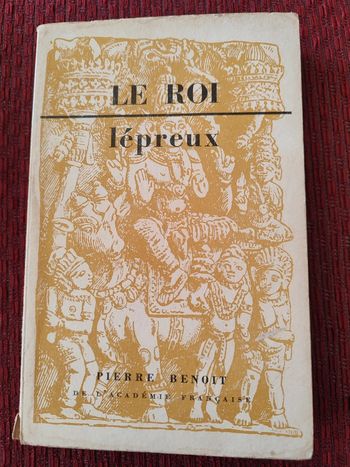 LE ROI
lépreux
PIERRE BENOIT
DE L'ACADÉMIE FRANÇAISE